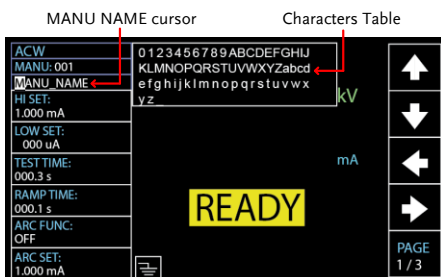 MANU NAME cursor
Characters Table
ACW
MANU: 001
MANU_NAME
HI SET:
1.000 mA
LOW SET:
000 uA
TEST TIME:
000.3 s
RAMP TIME:
000.1 s
ARC FUNC:
OFF
ARC SET:
1.000 mA
0123456789ABCDEFGHIJ
KLMNOPQRSTUVWXYZabcd
efghijklmnopqrstuvwx
yz_
kV
mA
READY
PAGE
1/3